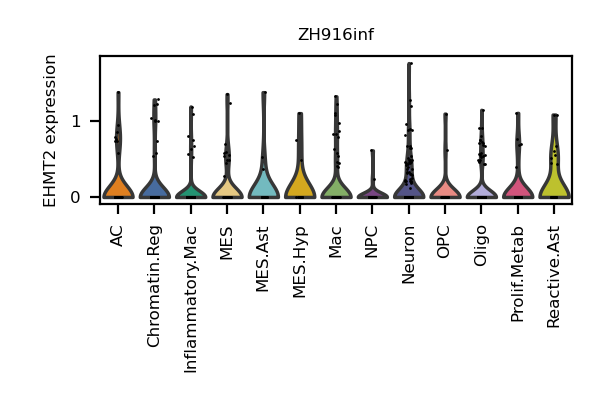 ZH916inf
EHMT2 expression
1
0
AC
Chromatin.Reg
Inflammatory.Mac
MES
MES.Ast
MES.Hyp
Mac
NPC
Neuron
OPC
Oligo
Prolif.Metab
Reactive.Ast